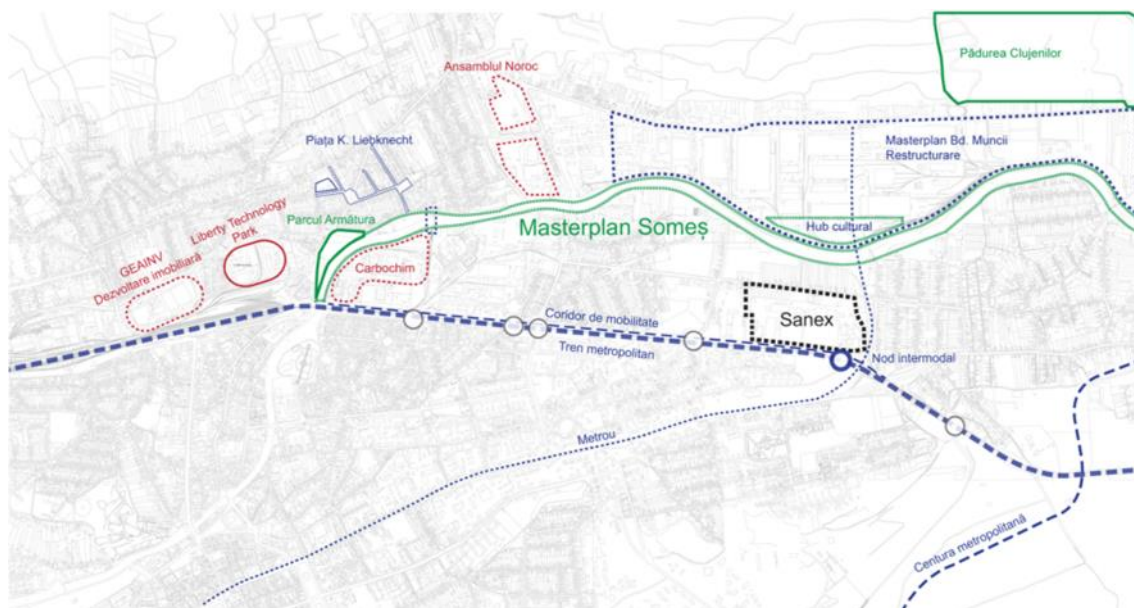 Pădurea Clujenilor
Ansamblul Noroc
Piața K. Liebknecht
Masterplan Bd. Muncii
Restructurare
Liberty Technology
Park
Parcul Armătura
Masterplan Someș
Hub cultural
GEAINV
Dezvoltare imobiliară
Carbochim
Coridor de mobilitate
Sanex
Tren metropolitan
Nod intermodal
Metrou
Centura metropolitană